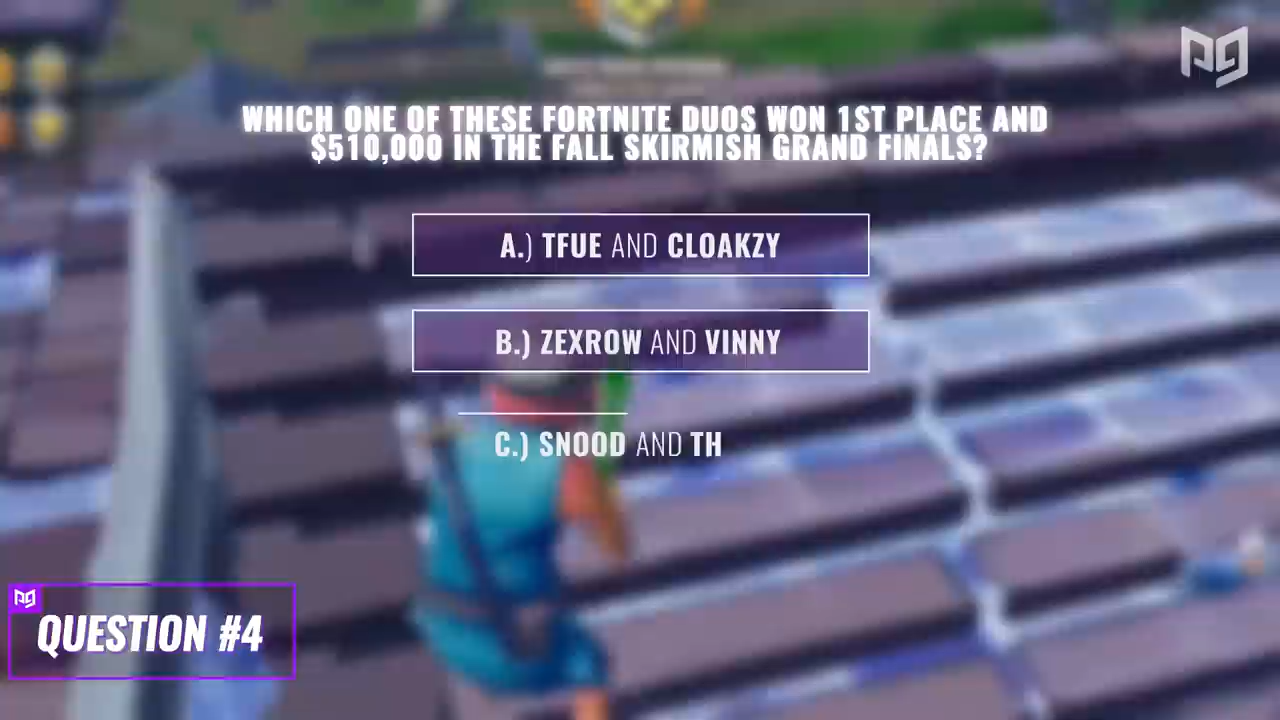 WHICH ONE OF THESE FORTNITE DUOS WON 1ST PLACE AND
$510,000 IN THE FALL SKIRMISH GRAND FINALS?
A.) TFUE AND CLOAKZY
B.) ZEXROW AND VINNY
C.) SNOOD AND TH
QUESTION #4